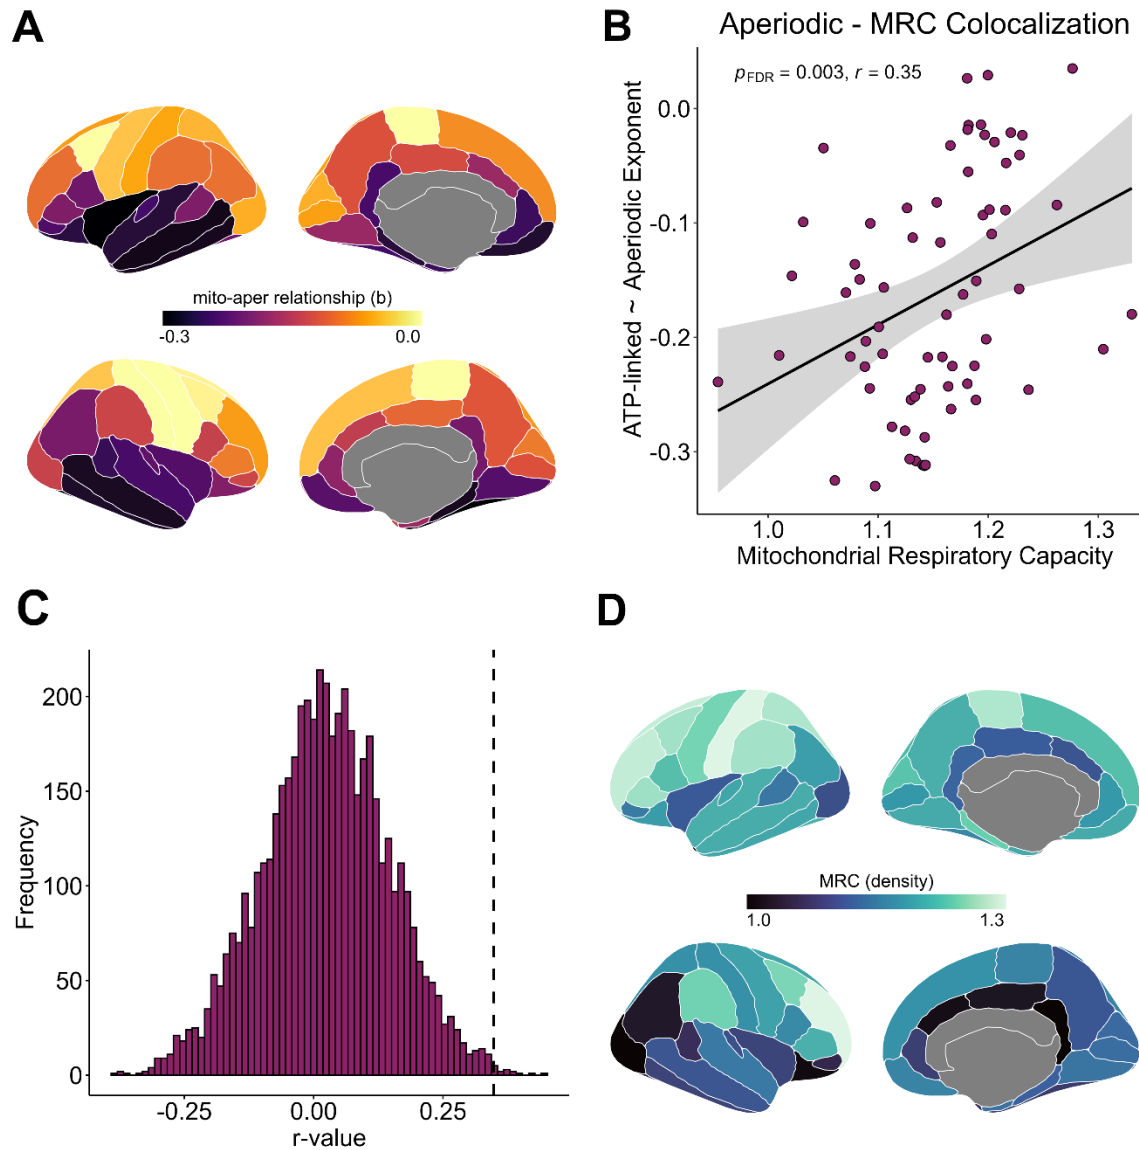 A
mito-aper relationship (b)
-0.3 0.0
B
Aperiodic - MRC Colocalization
pFDR = 0.003, r = 0.35
ATP-linked ~ Aperiodic Exponent
0.0
-0.1
-0.2
-0.3
1.0 1.1 1.2 1.3
Mitochondrial Respiratory Capacity
C
Frequency
200
150
100
50
0
-0.25 0.00 0.25
r-value
D
MRC (density)
1.0 1.3